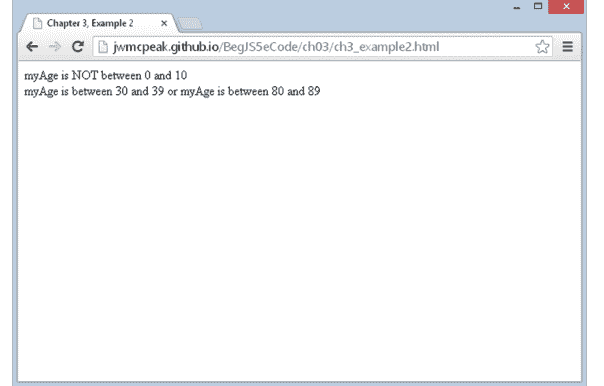 Chapter 3, Example 2
jwmcpeak.github.io/BegJS5eCode/ch03/ch3_example2.html
myAge is NOT between 0 and 10
myAge is between 30 and 39 or myAge is between 80 and 89